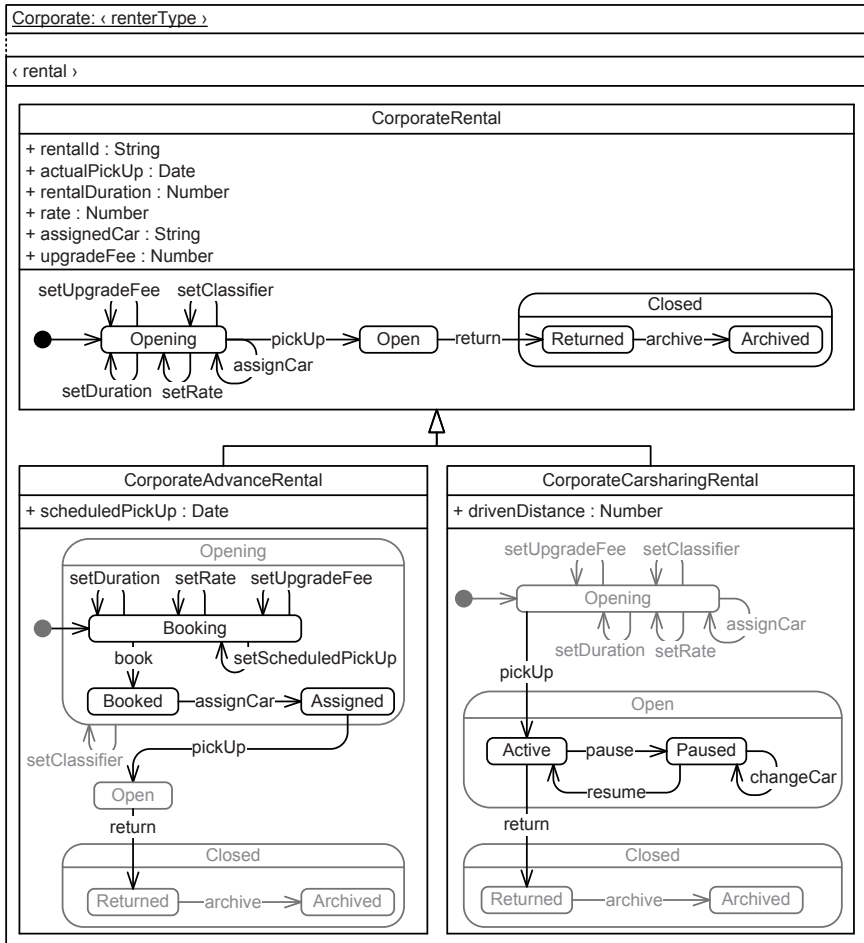 Corporate: ‹ renterType ›
‹ rental ›
CorporateRental
+ rentalId : String
+ actualPickUp : Date
+ rentalDuration : Number
+ rate : Number
+ assignedCar : String
+ upgradeFee : Number
setUpgradeFee setClassifier
Closed
Opening pickUp Open return Returned archive Archived
assignCar
setDuration setRate
CorporateAdvanceRental
+ scheduledPickUp : Date
Opening
setDuration setRate setUpgradeFee
Booking
book setScheduledPickUp
Booked assignCar Assigned
setClassifier pickUp
Open
return
Closed
Returned archive Archived
CorporateCarsharingRental
+ drivenDistance : Number
setUpgradeFee setClassifier
Opening
assignCar
setDuration setRate
pickUp
Open
Active pause Paused
resume changeCar
return
Closed
Returned archive Archived